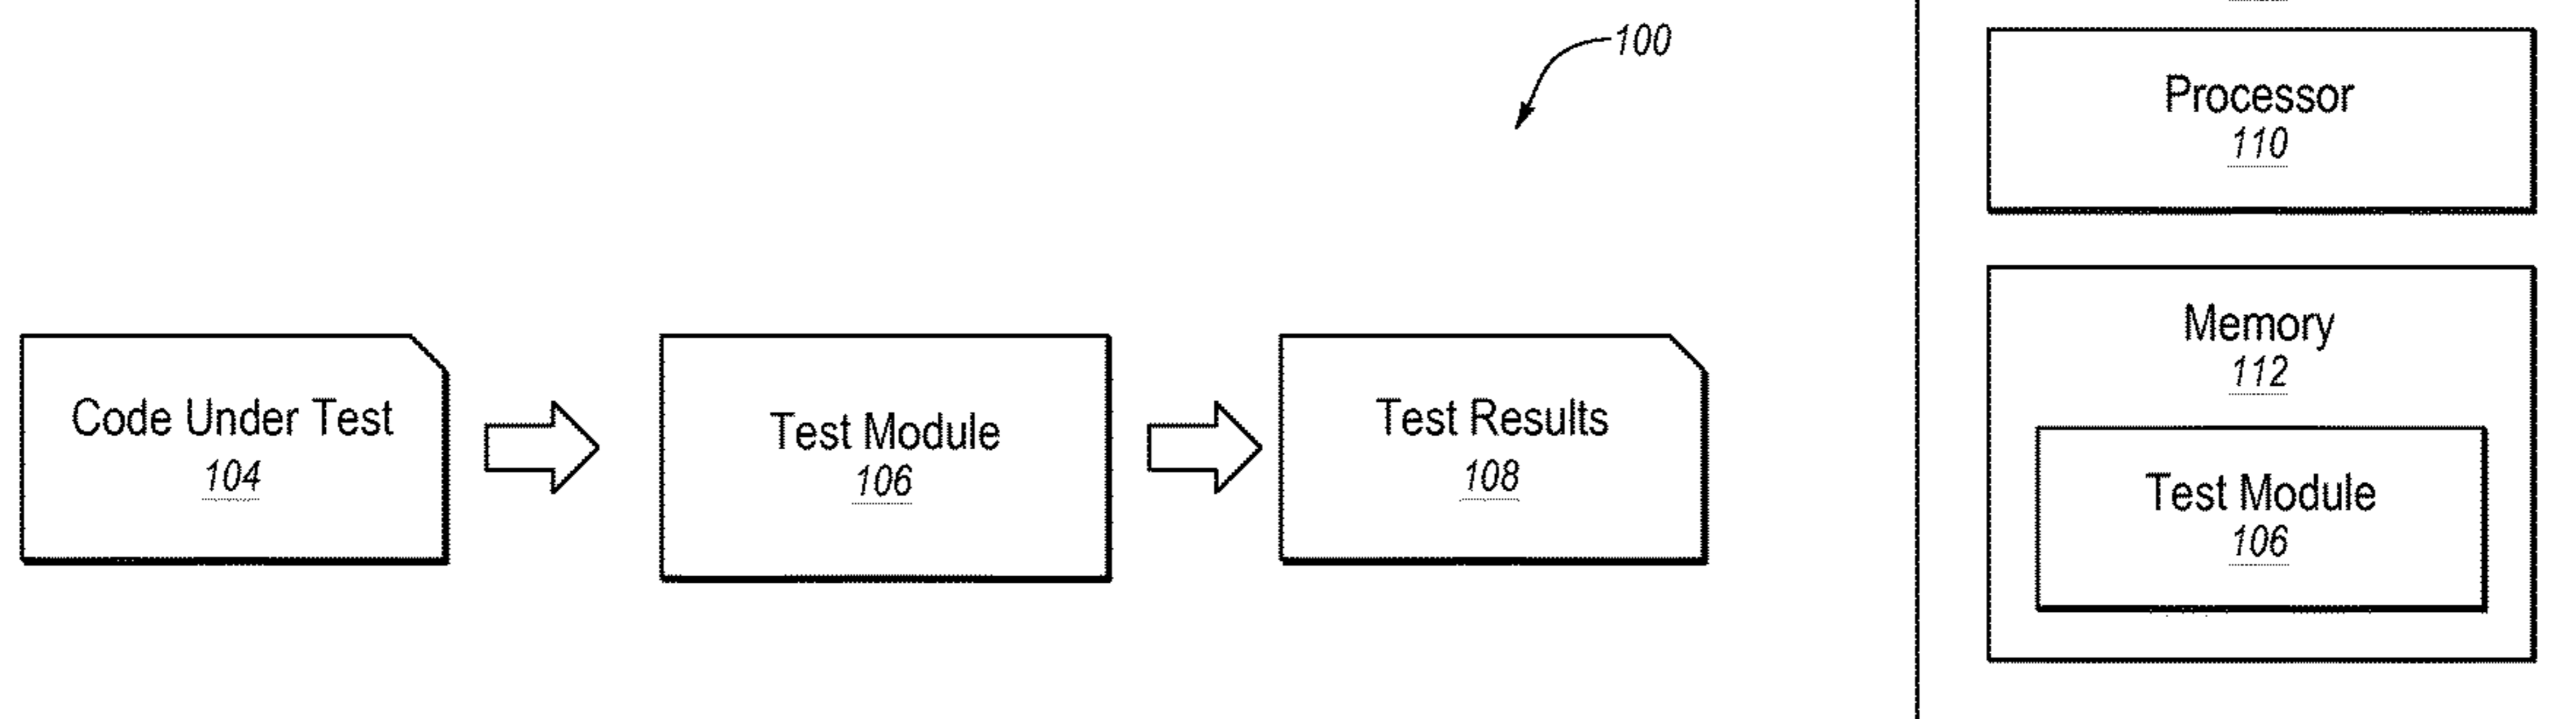 100
Code Under Test
104
Test Module
106
Test Results
108
Processor
110
Memory
112
Test Module
106